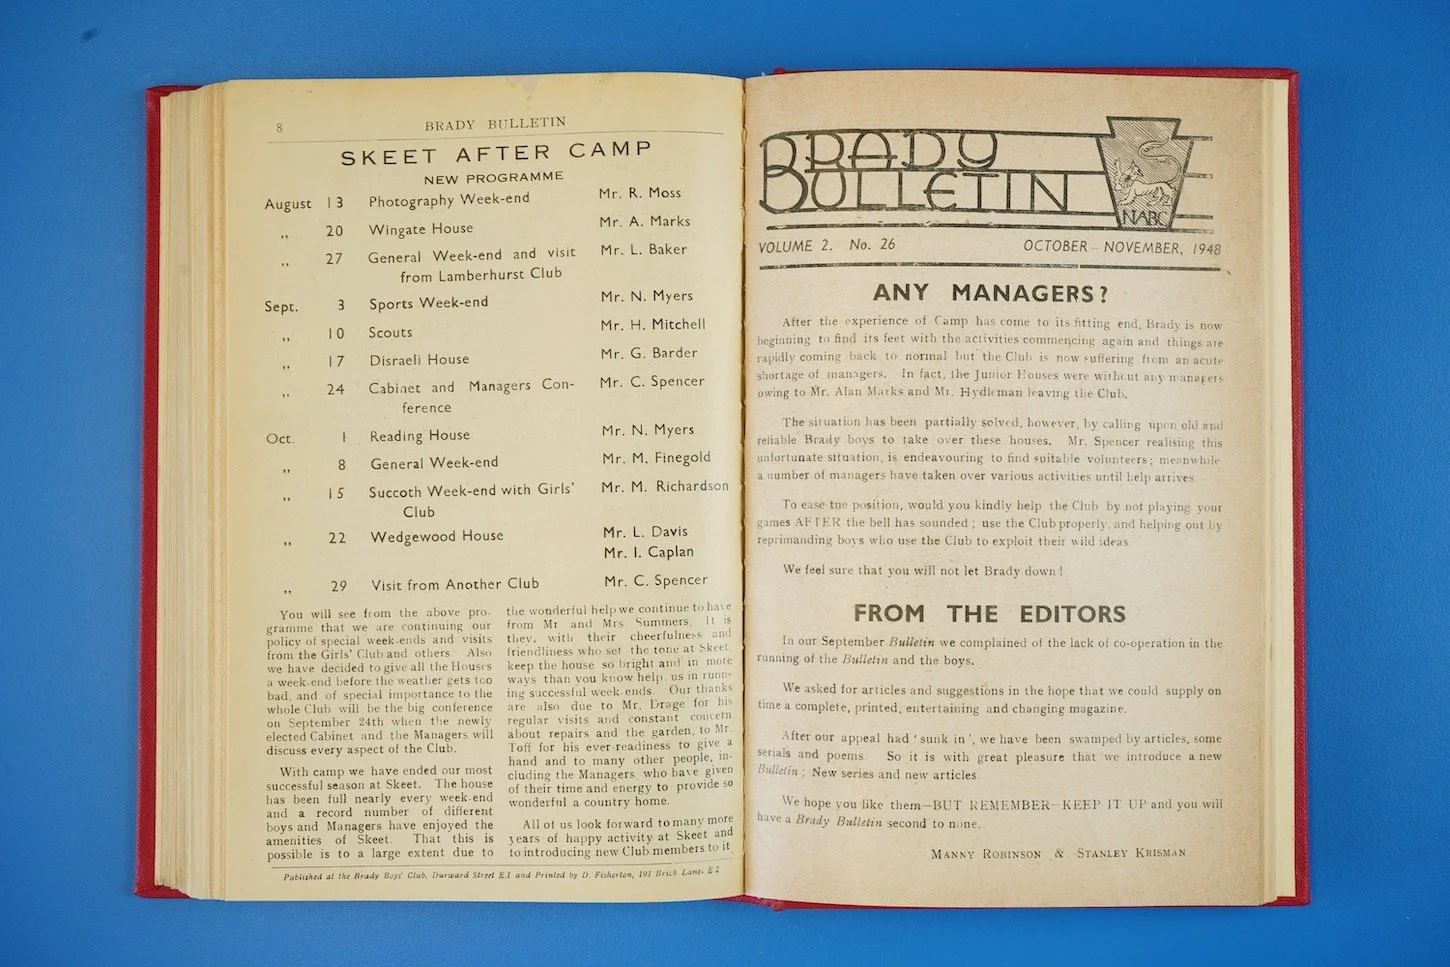 8
BRADY BULLETIN
SKEET AFTER CAMP
NEW PROGRAMME
August 13 Photography Week-end Mr. R. Moss
,, 20 Wingate House Mr. A. Marks
,, 27 General Week-end and visit Mr. L. Baker
from Lamberhurst Club
Sept. 3 Sports Week-end Mr. N. Myers
,, 10 Scouts Mr. H. Mitchell
,, 17 Disraeli House Mr. G. Barder
,, 24 Cabinet and Managers Con- Mr. C. Spencer
ference
Oct. 1 Reading House Mr. N. Myers
,, 8 General Week-end Mr. M. Finegold
,, 15 Succoth Week-end with Girls' Mr. M. Richardson
Club
,, 22 Wedgewood House Mr. L. Davis
Mr. I. Caplan
,, 29 Visit from Another Club Mr. C. Spencer
You will see from the above pro-
gramme that we are continuing our
policy of special week-ends and visits
from the Girls' Club and others Also
we have decided to give all the Houses
a week-end before the weather gets too
bad, and of special importance to the
whole Club will be the big conference
on September 24th when the newly
elected Cabinet and the Managers will
discuss every aspect of the Club.
With camp we have ended our most
successful season at Skeet. The house
has been full nearly every week-end
and a record number of different
boys and Managers have enjoyed the
amenities of Skeet. That this is
possible is to a large extent due to
the wonderful help we continue to have
from Mr and Mrs. Summers. It is
they, with their cheerfulness and
friendliness who set the tone at Skeet,
keep the house so bright and in more
ways than you know help us in runn-
ing successful week-ends. Our thanks
are also due to Mr. Drage for his
regular visits and constant concern
about repairs and the garden, to Mr.
Toff for his ever-readiness to give a
hand and to many other people, in-
cluding the Managers who have given
of their time and energy to provide so
wonderful a country home.
All of us look forward to many more
years of happy activity at Skeet and
to introducing new Club members to it
Published at the Brady Boys' Club, Durward Street E.1 and Printed by D. Fisherton, 193 Brick Lane. E 2
BRADY
BULLETIN
NABC
VOLUME 2. No. 26 OCTOBER - NOVEMBER, 1948
ANY MANAGERS?
After the experience of Camp has come to its fitting end, Brady is now
beginning to find its feet with the activities commencing again and things are
rapidly coming back to normal but the Club is now suffering from an acute
shortage of managers. In fact, the Junior Houses were without any managers
owing to Mr. Alan Marks and Mr. Hydleman leaving the Club.
The situation has been partially solved, however, by calling upon old and
reliable Brady boys to take over these houses. Mr. Spencer realising this
unfortunate situation, is endeavouring to find suitable volunteers; meanwhile
a number of managers have taken over various activities until help arrives
To ease the position, would you kindly help the Club by not playing your
games AFTER the bell has sounded; use the Club properly, and helping out by
reprimanding boys who use the Club to exploit their wild ideas
We feel sure that you will not let Brady down!
FROM THE EDITORS
In our September Bulletin we complained of the lack of co-operation in the
running of the Bulletin and the boys.
We asked for articles and suggestions in the hope that we could supply on
time a complete, printed, entertaining and changing magazine.
After our appeal had 'sunk in', we have been swamped by articles, some
serials and poems. So it is with great pleasure that we introduce a new
Bulletin; New series and new articles.
We hope you like them—BUT REMEMBER—KEEP IT UP and you will
have a Brady Bulletin second to none.
MANNY ROBINSON & STANLEY KRISMAN